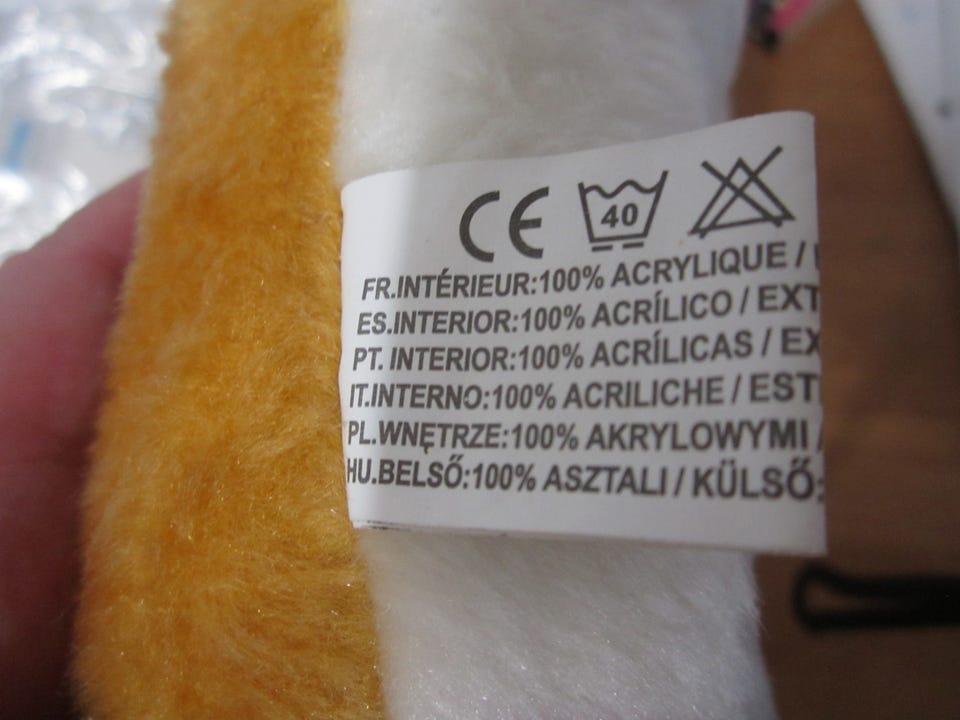 CE 40
FR.INTÉRIEUR:100% ACRYLIQUE /
ES.INTERIOR:100% ACRÍLICO / EXT
PT. INTERIOR:100% ACRÍLICAS / EX
IT.INTERNO:100% ACRILICHE / EST
PL.WNĘTRZE:100% AKRYLOWYMI /
HU.BELSŐ:100% ASZTALI / KÜLSŐ: